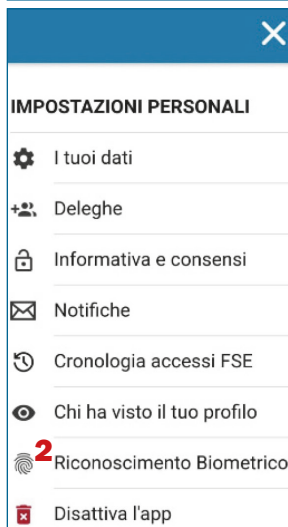 IMPOSTAZIONI PERSONALI
I tuoi dati
Deleghe
Informativa e consensi
Notifiche
Cronologia accessi FSE
Chi ha visto il tuo profilo
2 Riconoscimento Biometrico
Disattiva l'app